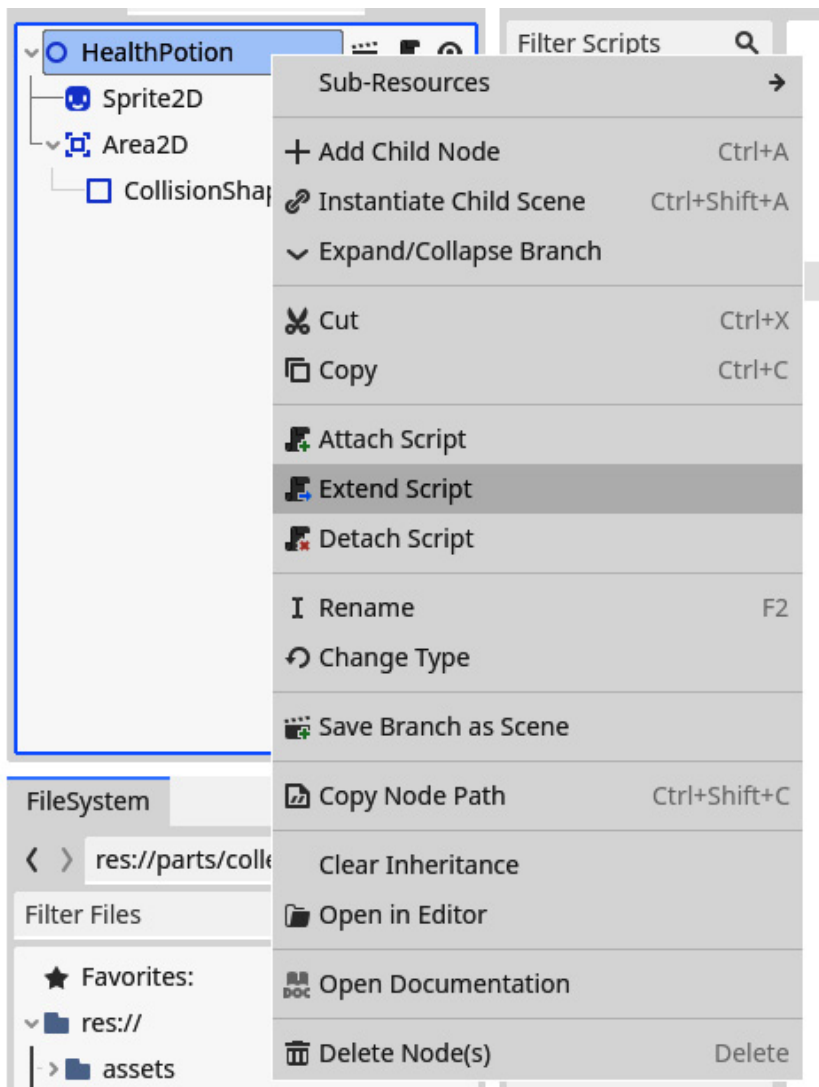 HealthPotion
Sprite2D
Area2D
Filter Scripts
Sub-Resources
Add Child Node Ctrl+A
Instantiate Child Scene Ctrl+Shift+A
Expand/Collapse Branch
Cut Ctrl+X
Copy Ctrl+C
Attach Script
Extend Script
Detach Script
Rename F2
Change Type
Save Branch as Scene
Copy Node Path Ctrl+Shift+C
Clear Inheritance
Open in Editor
DOC Open Documentation
Delete Node(s) Delete
FileSystem
res://parts/colle
Filter Files
Favorites:
res://
assets